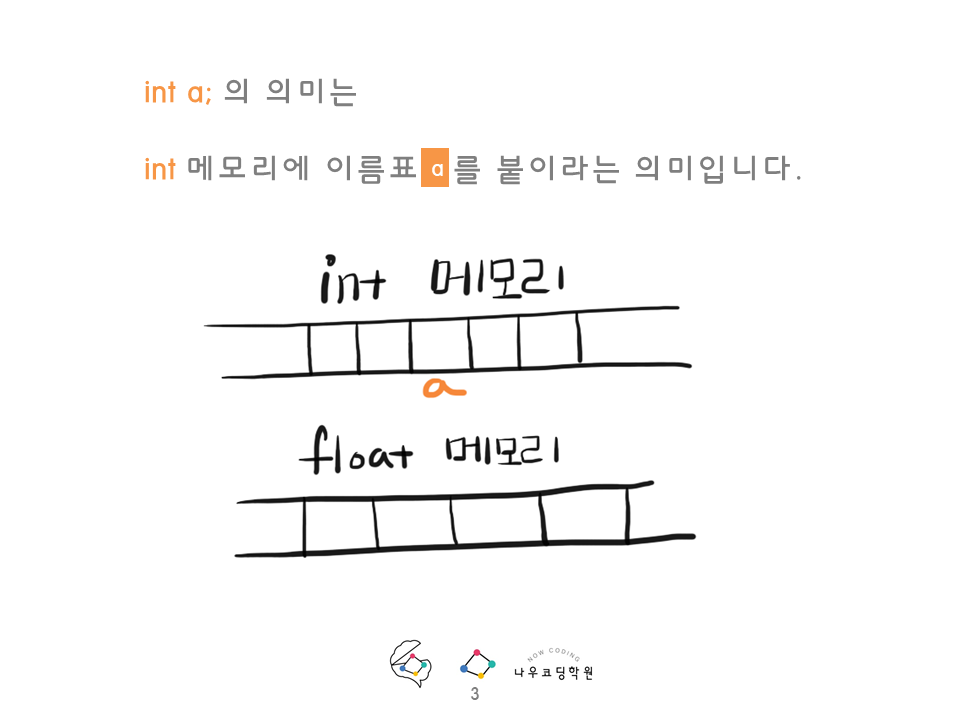 int a; 의 의미는
int 메모리에 이름표 a 를 붙이라는 의미입니다.
int 메모리
a
float 메모리
NOW CODING
나우코딩학원
3